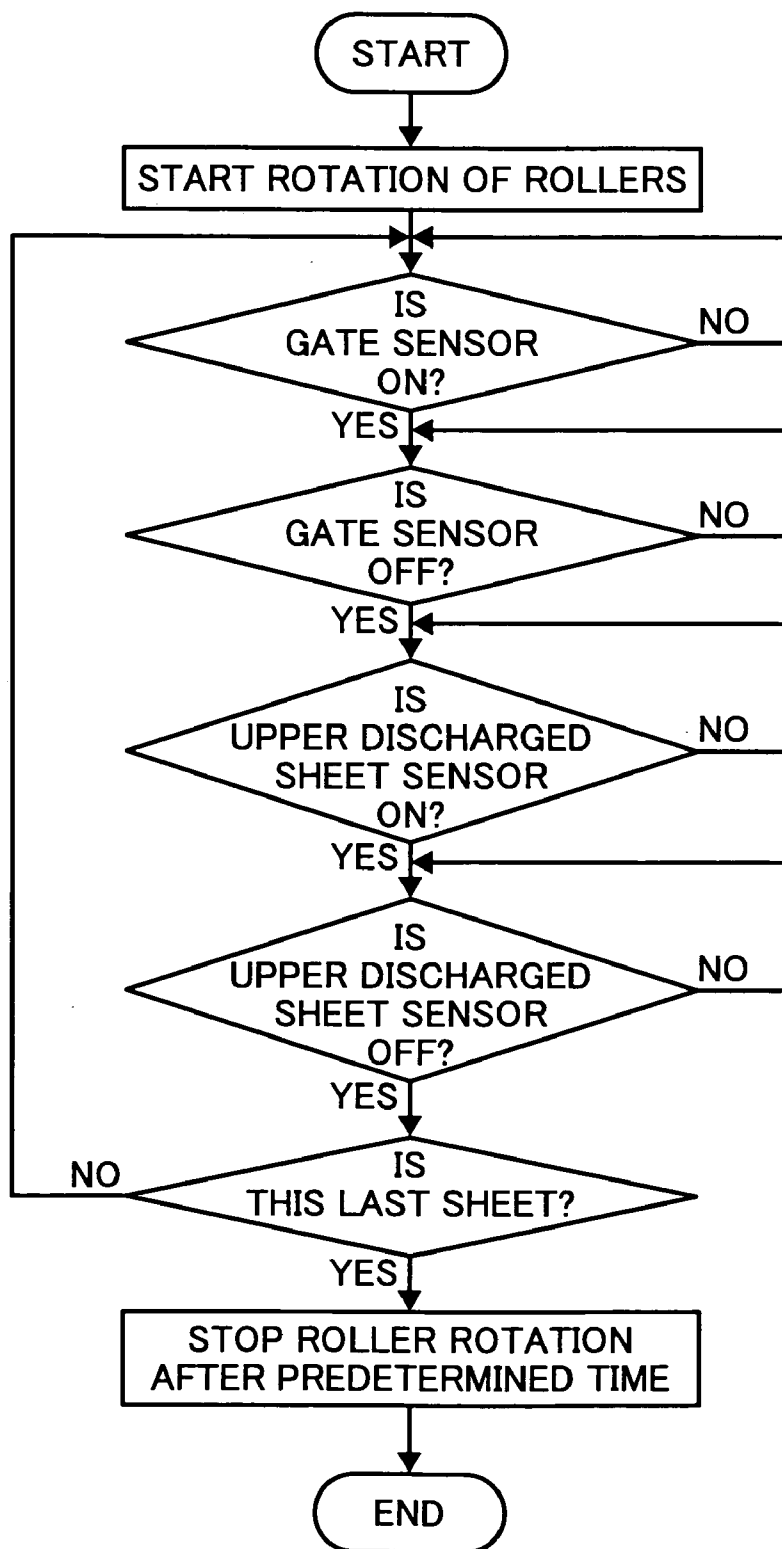 START
START ROTATION OF ROLLERS
IS
GATE SENSOR
ON?
NO
YES
IS
GATE SENSOR
OFF?
NO
YES
IS
UPPER DISCHARGED
SHEET SENSOR
ON?
NO
YES
IS
UPPER DISCHARGED
SHEET SENSOR
OFF?
NO
YES
IS
THIS LAST SHEET?
NO
YES
STOP ROLLER ROTATION
AFTER PREDETERMINED TIME
END